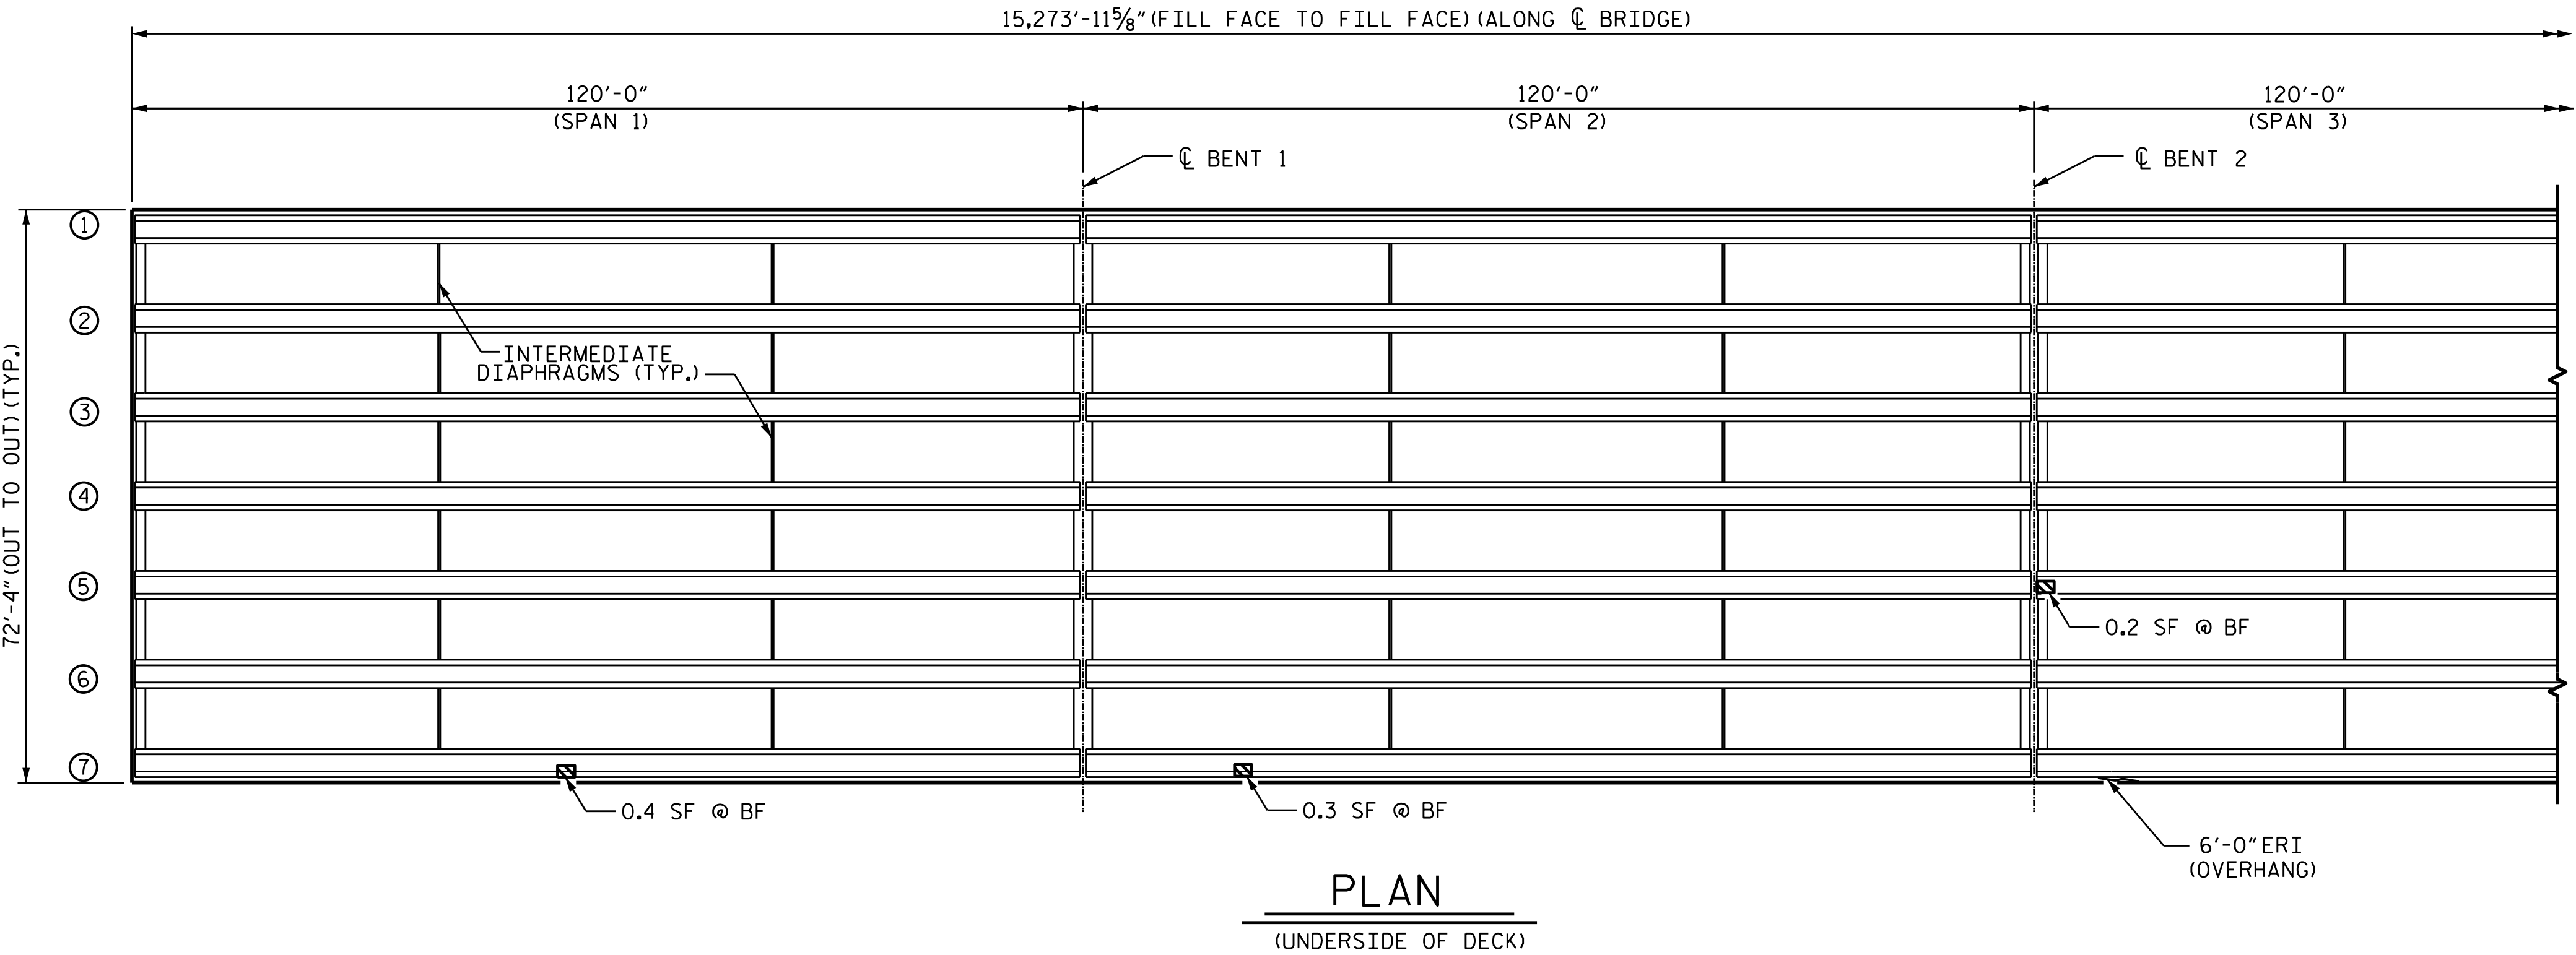 15,273'-11⅝" (FILL FACE TO FILL FACE) (ALONG ℄ BRIDGE)
120'-0" 120'-0" 120'-0"
(SPAN 1) (SPAN 2) (SPAN 3)
℄ BENT 1 ℄ BENT 2
72'-4" (OUT TO OUT) (TYP.)
1
2
INTERMEDIATE
DIAPHRAGMS (TYP.)
3
4
5
0.2 SF @ BF
6
7
0.4 SF @ BF 0.3 SF @ BF
6'-0" ERI
(OVERHANG)
PLAN
(UNDERSIDE OF DECK)